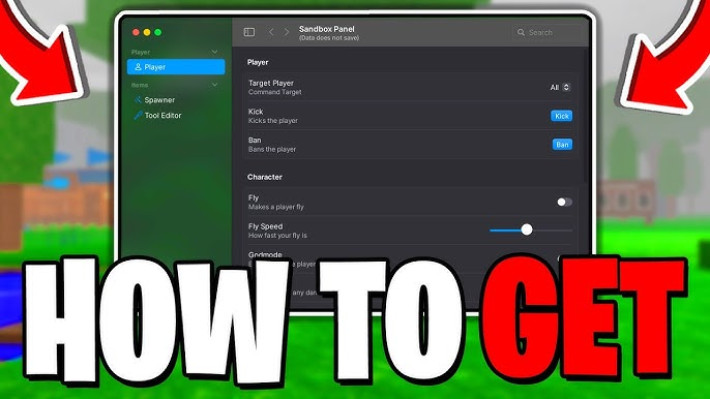 Sandbox Panel
(Data does not save)
Search
Player
Player
Items
Spawner
Tool Editor
Player
Target Player
Command Target
All
Kick
Kicks the player
Kick
Ban
Bans the player
Ban
Character
Fly
Makes a player fly
Fly Speed
How fast your fly is
Godmode
a player
any
HOW TO GET